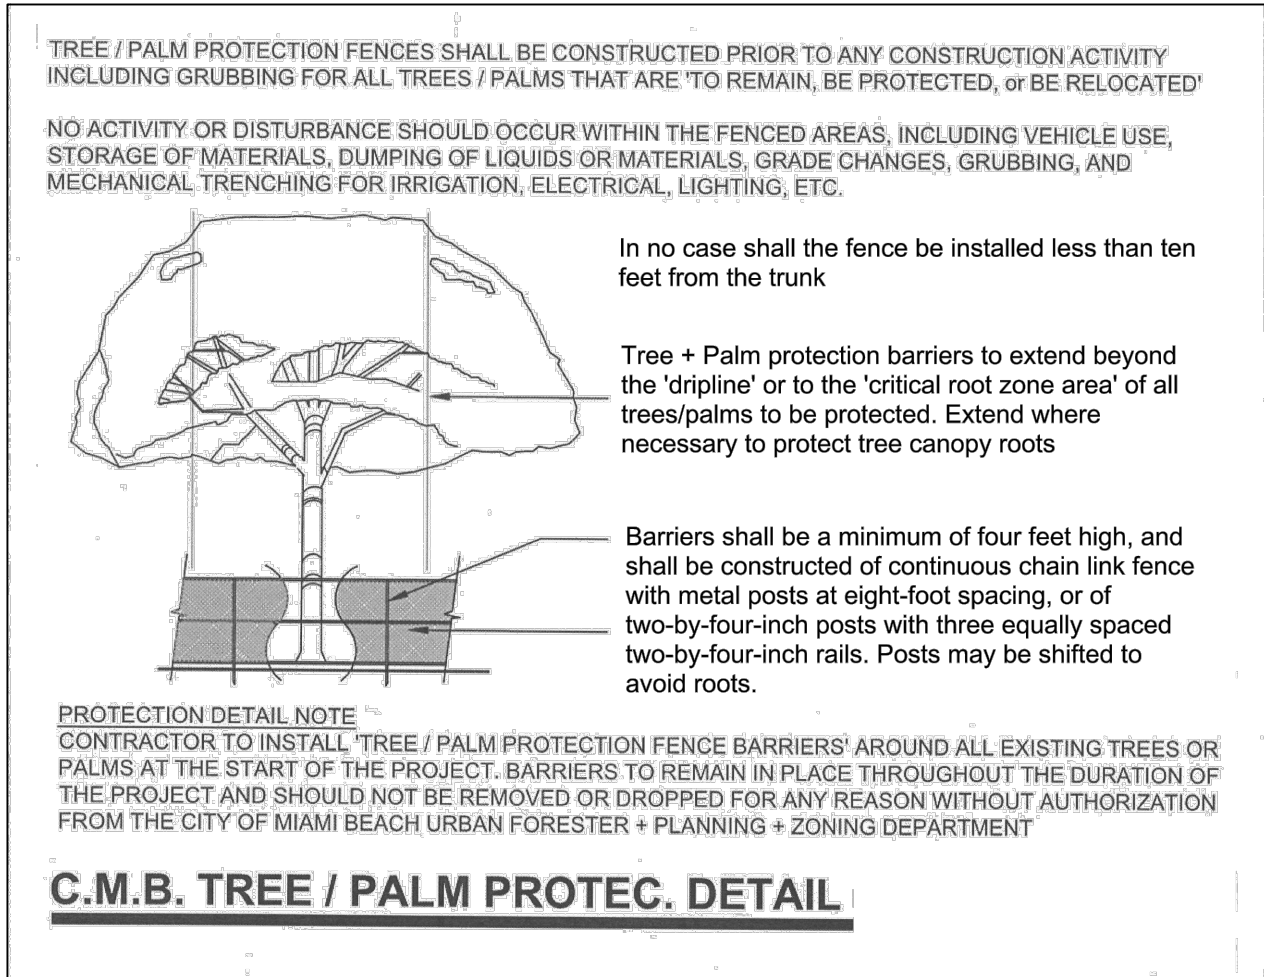 TREE / PALM PROTECTION FENCES SHALL BE CONSTRUCTED PRIOR TO ANY CONSTRUCTION ACTIVITY
INCLUDING GRUBBING FOR ALL TREES / PALMS THAT ARE 'TO REMAIN, BE PROTECTED, or BE RELOCATED'
NO ACTIVITY OR DISTURBANCE SHOULD OCCUR WITHIN THE FENCED AREAS, INCLUDING VEHICLE USE,
STORAGE OF MATERIALS, DUMPING OF LIQUIDS OR MATERIALS, GRADE CHANGES, GRUBBING, AND
MECHANICAL TRENCHING FOR IRRIGATION, ELECTRICAL, LIGHTING, ETC.
In no case shall the fence be installed less than ten
feet from the trunk
Tree + Palm protection barriers to extend beyond
the 'dripline' or to the 'critical root zone area' of all
trees/palms to be protected. Extend where
necessary to protect tree canopy roots
Barriers shall be a minimum of four feet high, and
shall be constructed of continuous chain link fence
with metal posts at eight-foot spacing, or of
two-by-four-inch posts with three equally spaced
two-by-four-inch rails. Posts may be shifted to
avoid roots.
PROTECTION DETAIL NOTE
CONTRACTOR TO INSTALL 'TREE / PALM PROTECTION FENCE BARRIERS' AROUND ALL EXISTING TREES OR
PALMS AT THE START OF THE PROJECT. BARRIERS TO REMAIN IN PLACE THROUGHOUT THE DURATION OF
THE PROJECT AND SHOULD NOT BE REMOVED OR DROPPED FOR ANY REASON WITHOUT AUTHORIZATION
FROM THE CITY OF MIAMI BEACH URBAN FORESTER + PLANNING + ZONING DEPARTMENT
C.M.B. TREE / PALM PROTEC. DETAIL